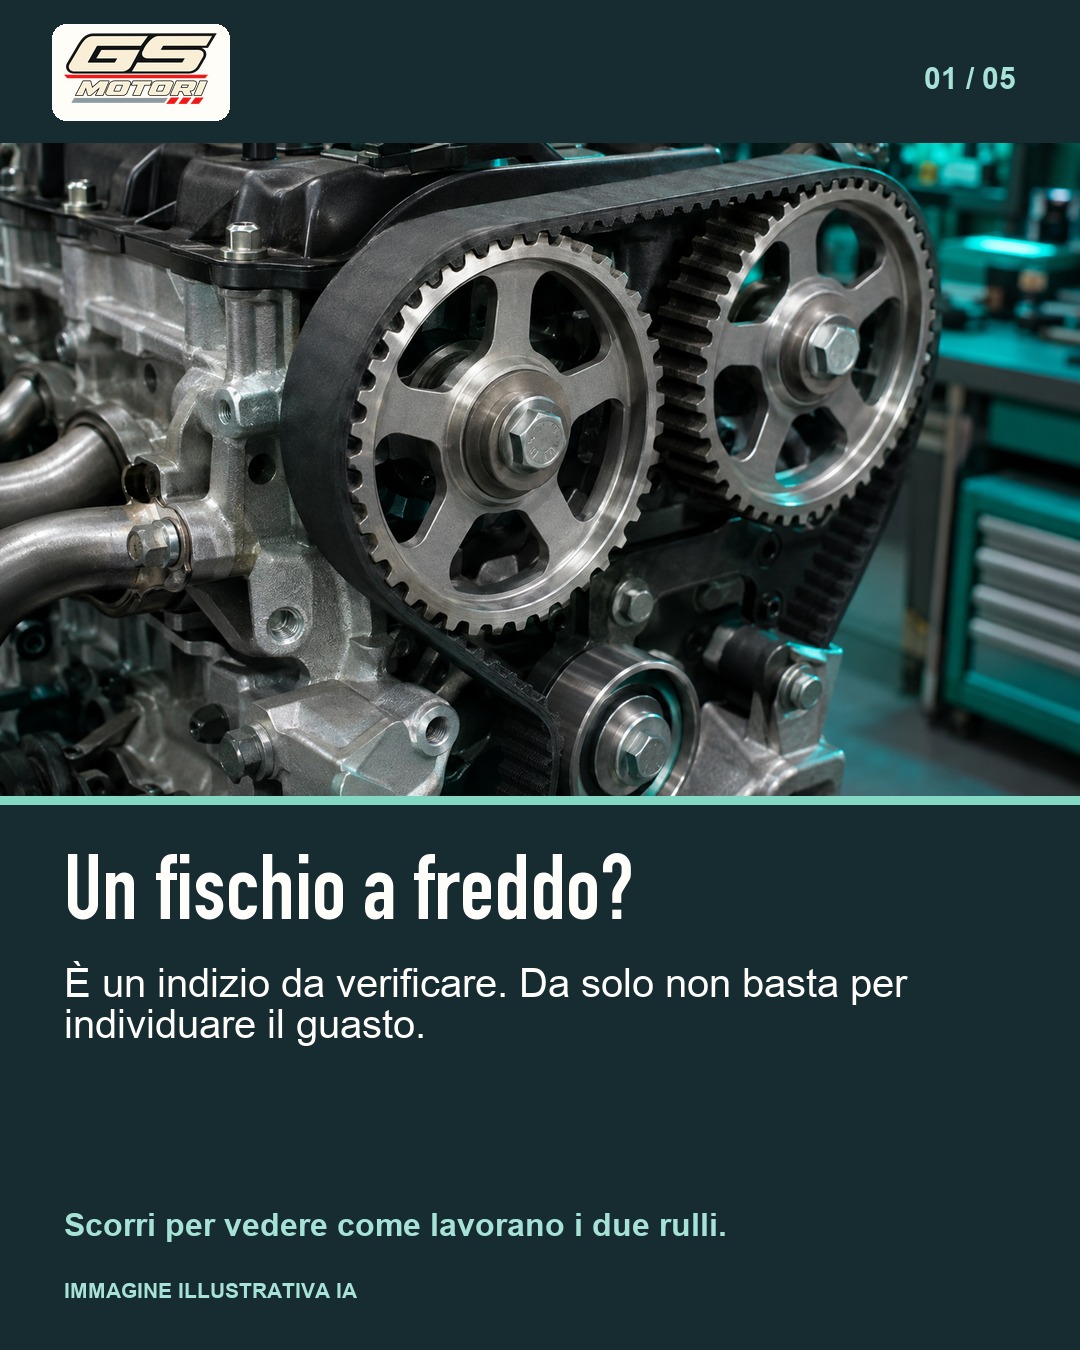 GS
MOTORI
01 / 05
Un fischio a freddo?
È un indizio da verificare. Da solo non basta per
individuare il guasto.
Scorri per vedere come lavorano i due rulli.
IMMAGINE ILLUSTRATIVA IA